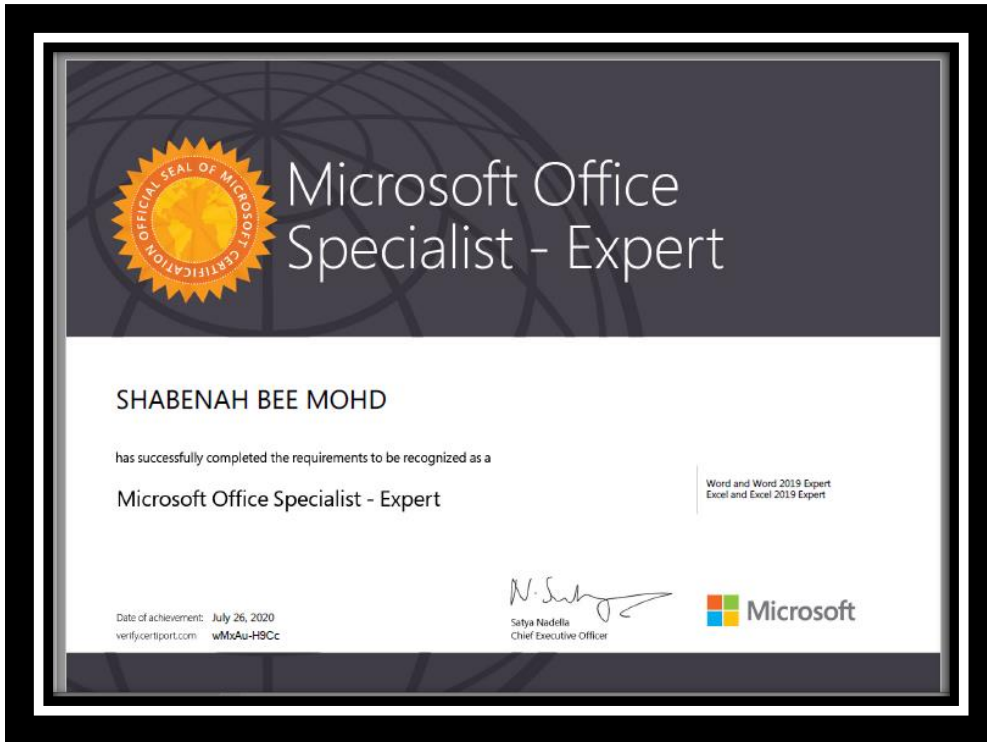 OFFICIAL SEAL OF MICROSOFT CERTIFICATION
Microsoft Office
Specialist - Expert
SHABENAH BEE MOHD
has successfully completed the requirements to be recognized as a
Microsoft Office Specialist - Expert
Word and Word 2019 Expert
Excel and Excel 2019 Expert
N. Satya
Satya Nadella
Chief Executive Officer
Microsoft
Date of achievement: July 26, 2020
verify.certiport.com wMxAu-H9Cc